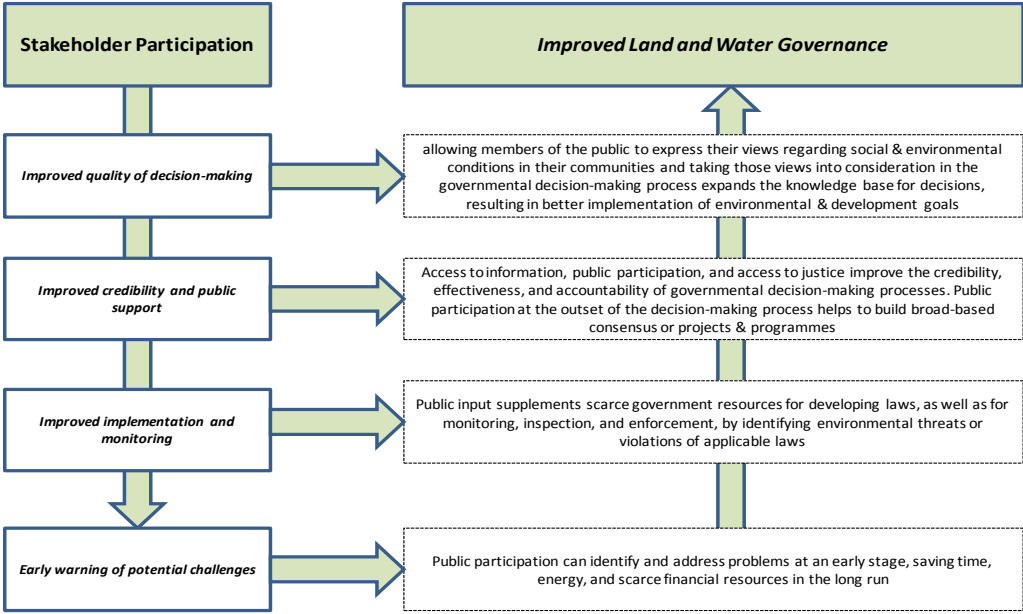 Stakeholder Participation
Improved Land and Water Governance
Improved quality of decision-making
allowing members of the public to express their views regarding social & environmental
conditions in their communities and taking those views into consideration in the
governmental decision-making process expands the knowledge base for decisions,
resulting in better implementation of environmental & development goals
Improved credibility and public
support
Access to information, public participation, and access to justice improve the credibility,
effectiveness, and accountability of governmental decision-making processes. Public
participation at the outset of the decision-making process helps to build broad-based
consensus or projects & programmes
Improved implementation and
monitoring
Public input supplements scarce government resources for developing laws, as well as for
monitoring, inspection, and enforcement, by identifying environmental threats or
violations of applicable laws
Early warning of potential challenges
Public participation can identify and address problems at an early stage, saving time,
energy, and scarce financial resources in the long run